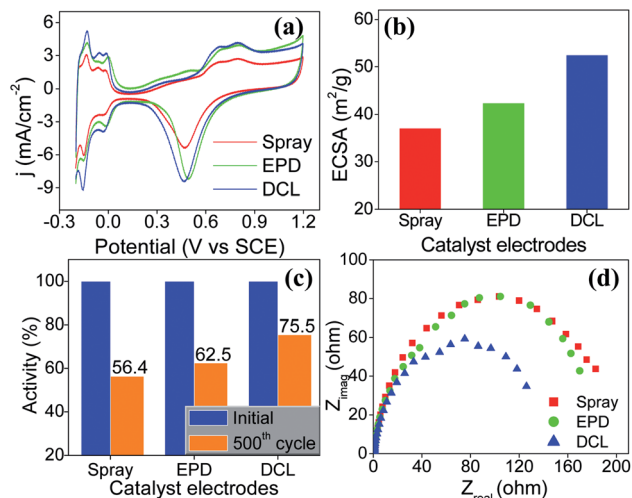 (a)
j (mA/cm⁻²)
6
3
0
-3
-6
-9
Spray
EPD
DCL
-0.3 0.0 0.3 0.6 0.9 1.2
Potential (V vs SCE)
(b)
ECSA (m²/g)
60
50
40
30
20
Spray EPD DCL
Catalyst electrodes
(c)
Activity (%)
100
80
60
40
20
56.4 62.5 75.5
Initial
500th cycle
Spray EPD DCL
Catalyst electrodes
(d)
Zimag (ohm)
80
60
40
20
0
Spray
EPD
DCL
0 40 80 120 160 200
Zreal (ohm)